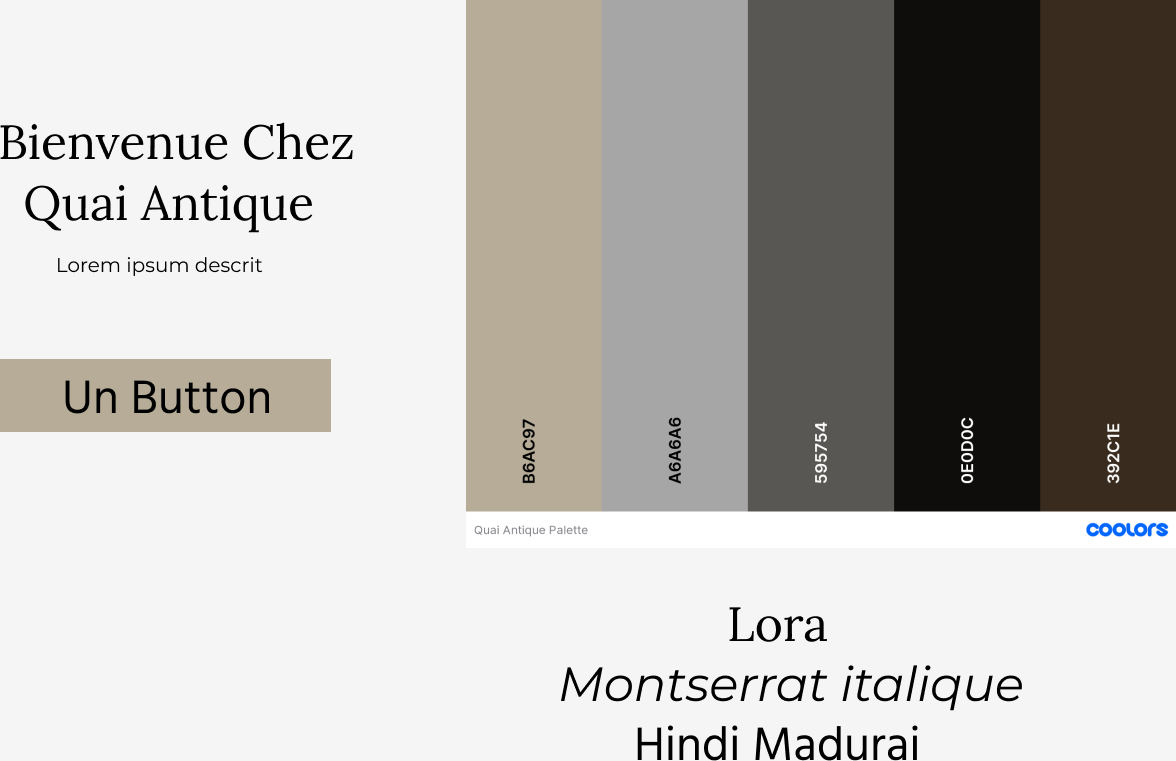 Bienvenue Chez
Quai Antique
Lorem ipsum descrit
Un Button
B6AC97
A6A6A6
595754
0E0D0C
392C1E
Quai Antique Palette
coolors
Lora
Montserrat italique
Hindi Madurai